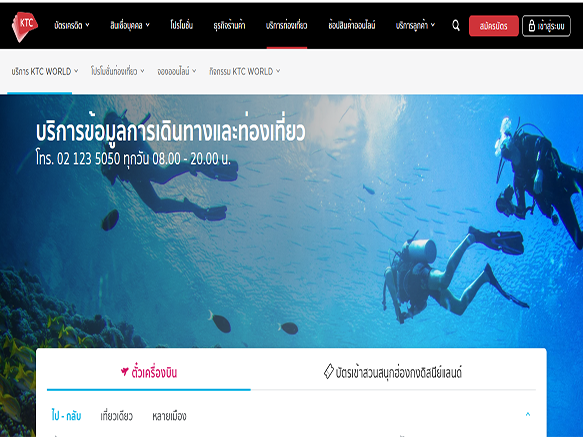 KTC
บัตรเครดิต สินเชื่อบุคคล โปรโมชั่น ธุรกิจร้านค้า บริการท่องเที่ยว ช้อปสินค้าออนไลน์ บริการลูกค้า สมัครบัตร เข้าสู่ระบบ
บริการ KTC WORLD โปรโมชั่นท่องเที่ยว จองออนไลน์ กิจกรรม KTC WORLD
บริการข้อมูลการเดินทางและท่องเที่ยว
โทร. 02 123 5050 ทุกวัน 08.00 - 20.00 น.
ตั๋วเครื่องบิน บัตรเข้าสวนสนุกฮ่องกงดิสนีย์แลนด์
ไป - กลับ เที่ยวเดียว หลายเมือง